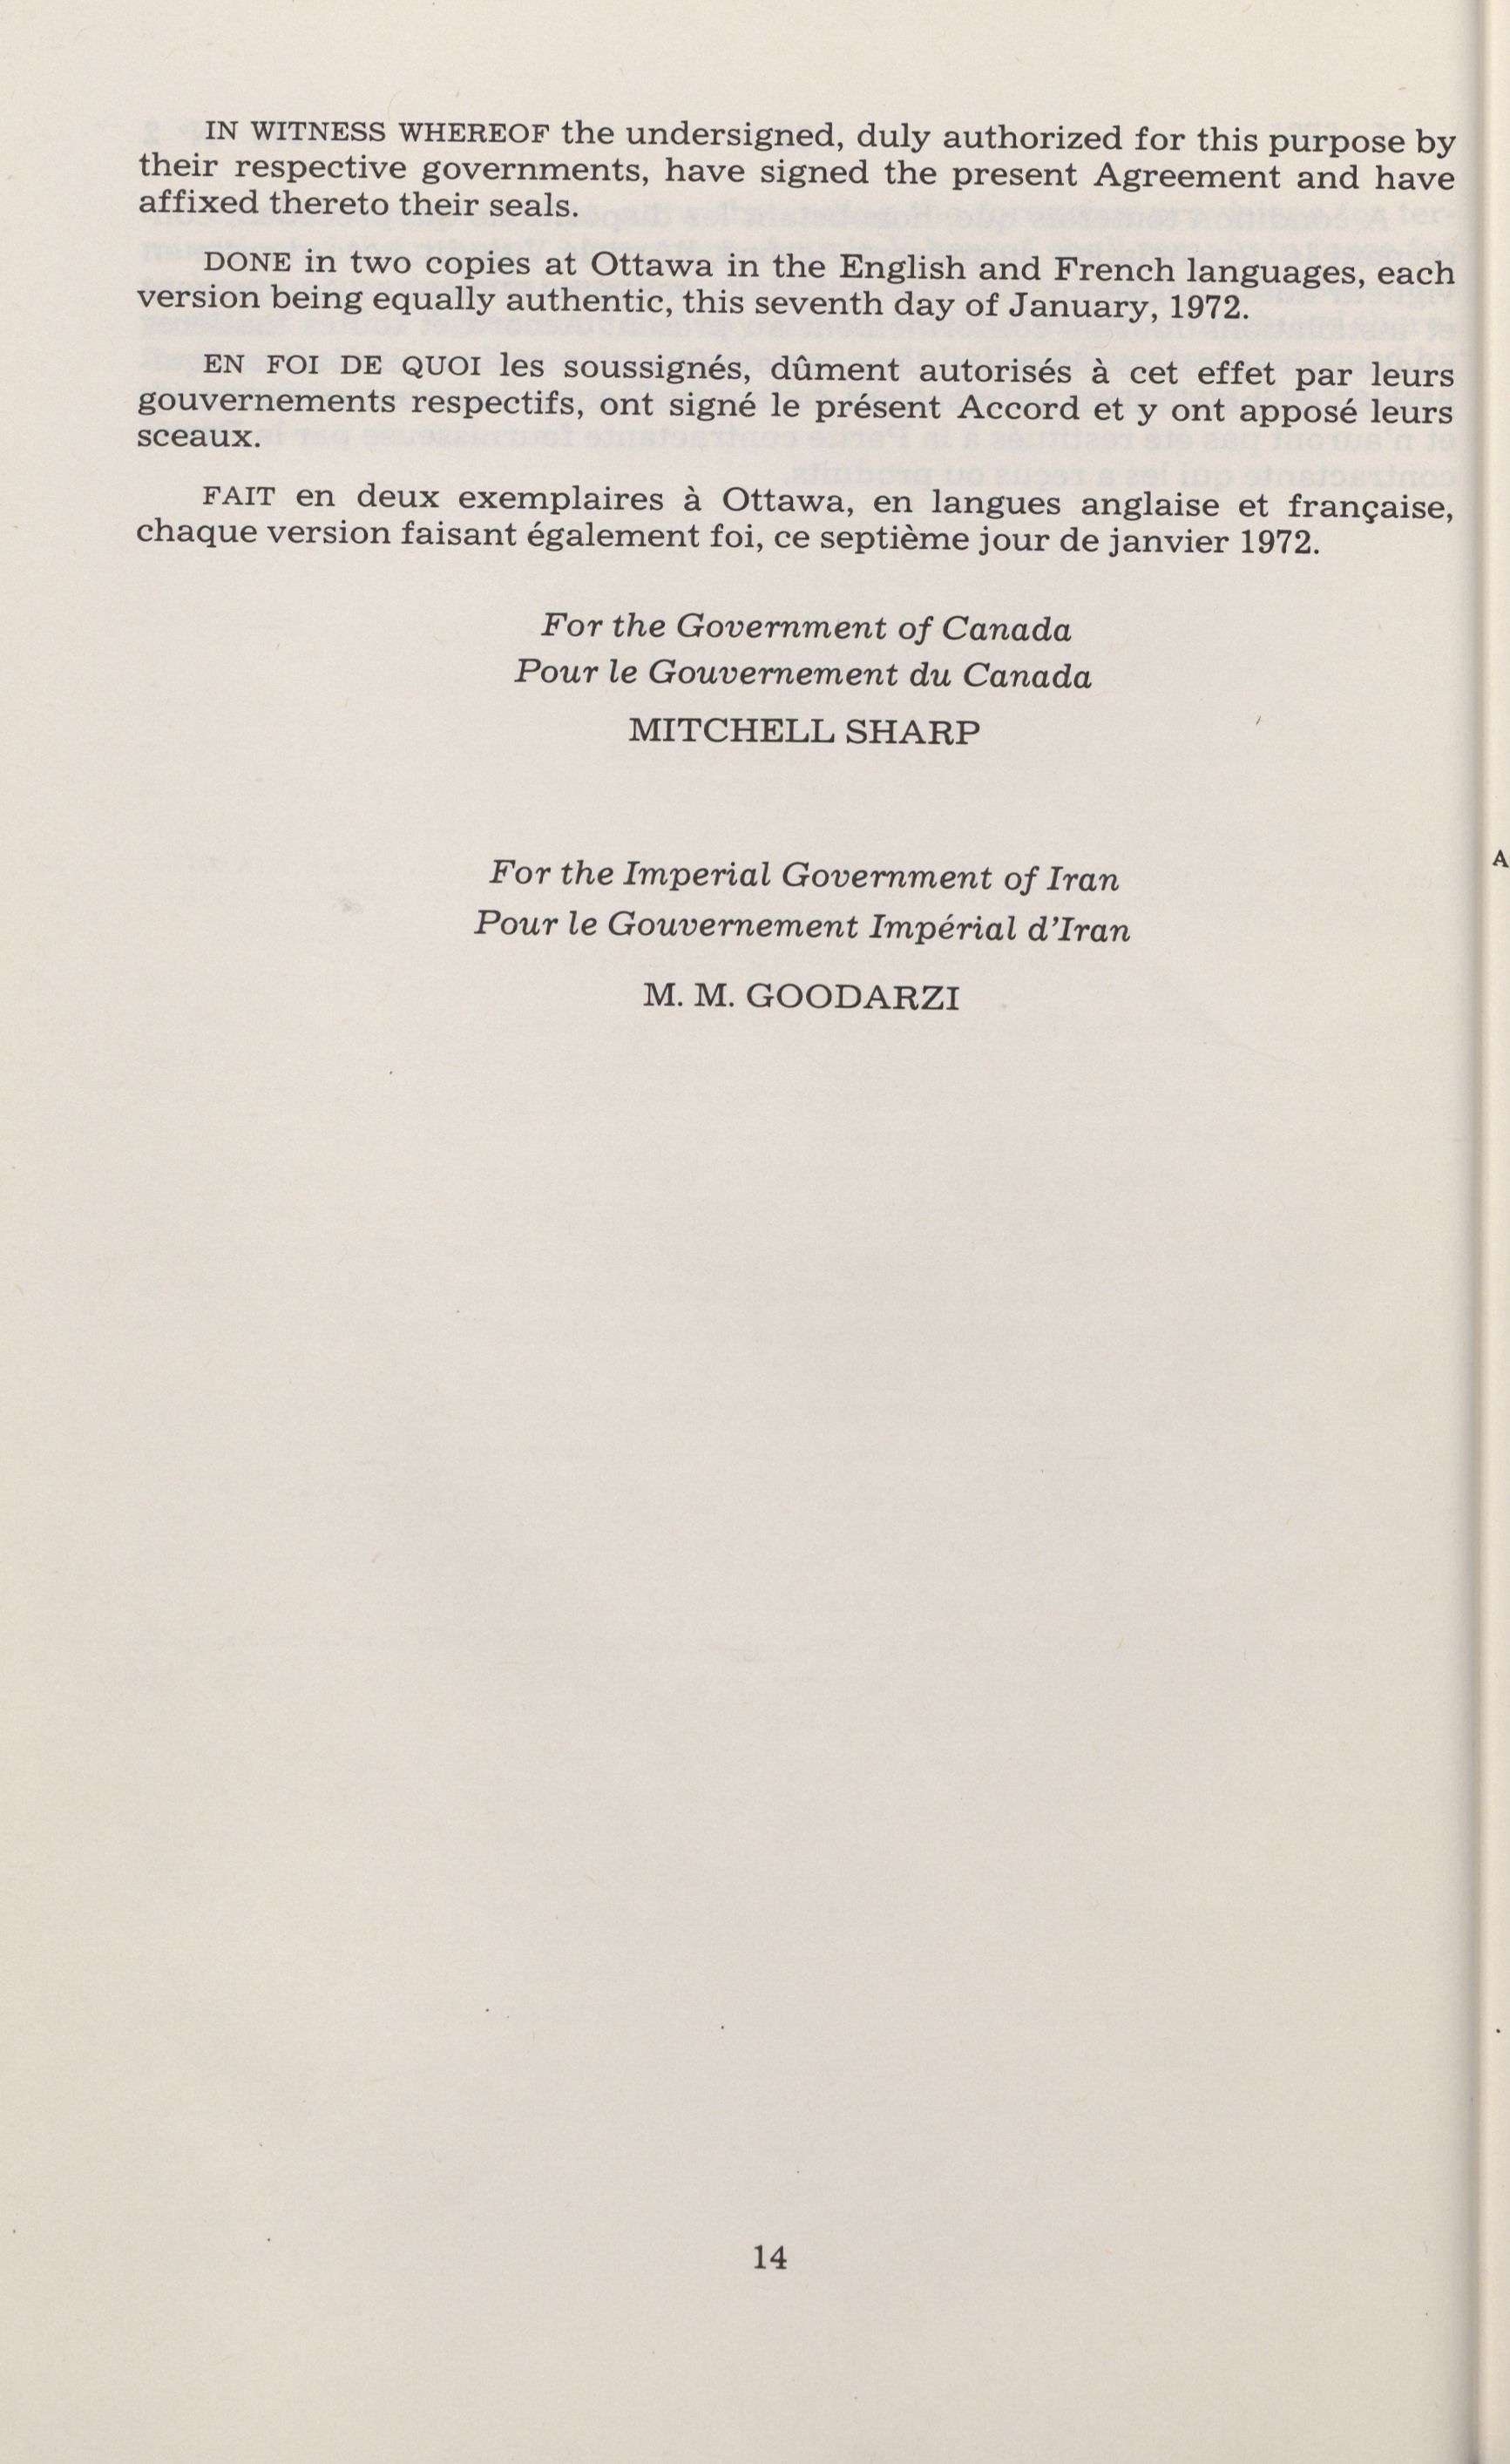 IN WITNESS WHEREOF the undersigned, duly authorized for this purpose by
their respective governments, have signed the present Agreement and have
affixed thereto their seals.
DONE in two copies at Ottawa in the English and French languages, each
version being equally authentic, this seventh day of January, 1972.
EN FOI DE QUOI les soussignés, dûment autorisés à cet effet par leurs
gouvernements respectifs, ont signé le présent Accord et y ont apposé leurs
sceaux.
FAIT en deux exemplaires à Ottawa, en langues anglaise et française,
chaque version faisant également foi, ce septième jour de janvier 1972.
For the Government of Canada
Pour le Gouvernement du Canada
MITCHELL SHARP
For the Imperial Government of Iran
Pour le Gouvernement Impérial d'Iran
M. M. GOODARZI
A
14